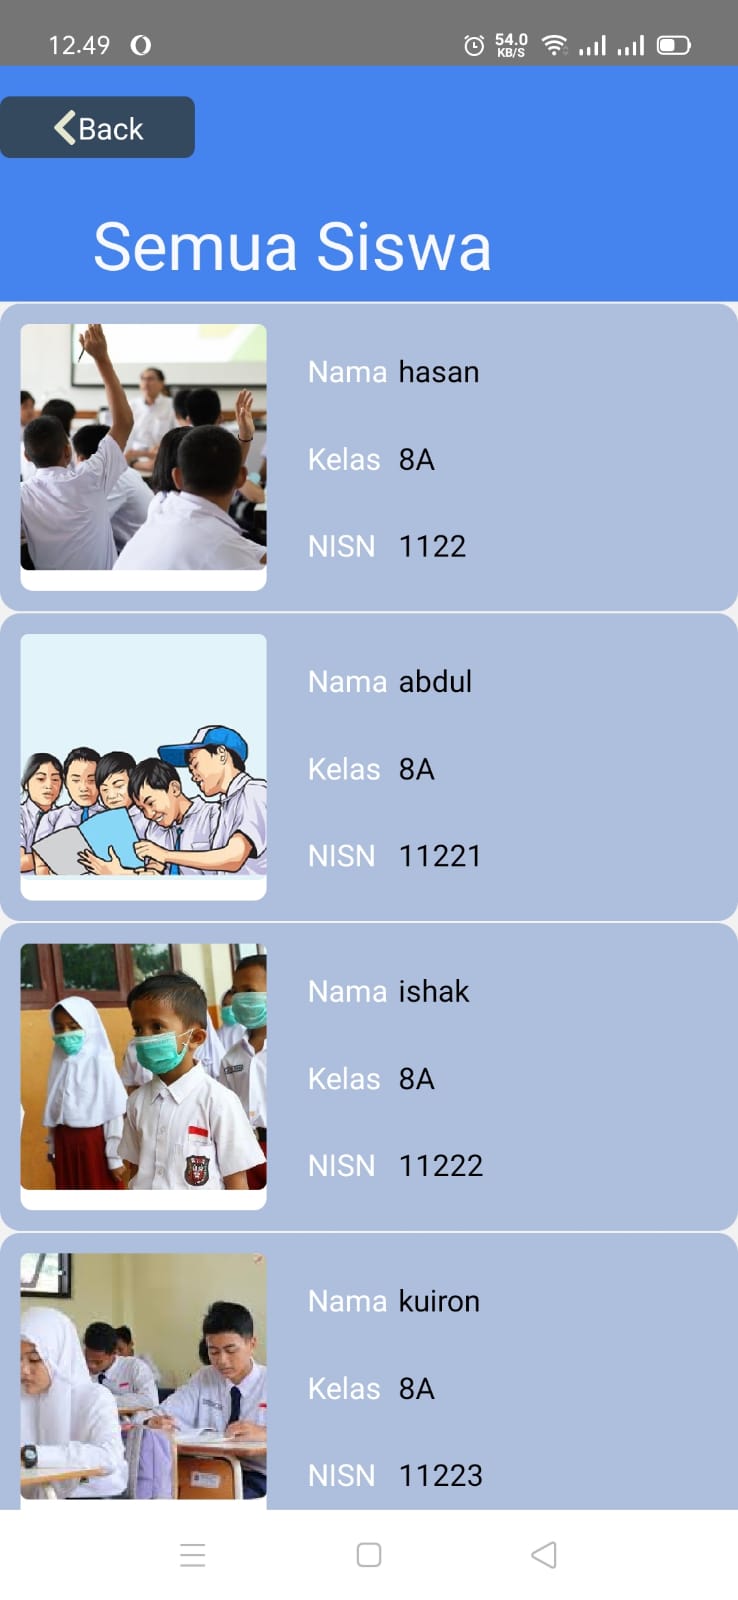 12.49
54.0
KB/S
Back
Semua Siswa
Nama hasan
Kelas 8A
NISN 1122
Nama abdul
Kelas 8A
NISN 11221
Nama ishak
Kelas 8A
NISN 11222
Nama kuiron
Kelas 8A
NISN 11223